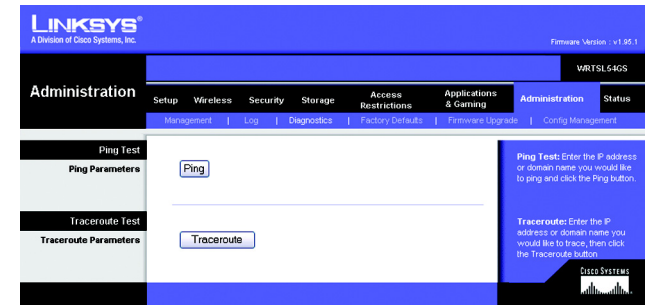 LINKSYS®
A Division of Cisco Systems, Inc.
Firmware Version : v1.95.1
WRTSL54GS
Administration
Setup Wireless Security Storage Access Restrictions Applications & Gaming Administration Status
Management | Log | Diagnostics | Factory Defaults | Firmware Upgrade | Config Management
Ping Test
Ping Parameters
Ping
Ping Test: Enter the IP address
or domain name you would like
to ping and click the Ping button.
Traceroute Test
Traceroute Parameters
Traceroute
Traceroute: Enter the IP
address or domain name you
would like to trace, then click
the Traceroute button
CISCO SYSTEMS